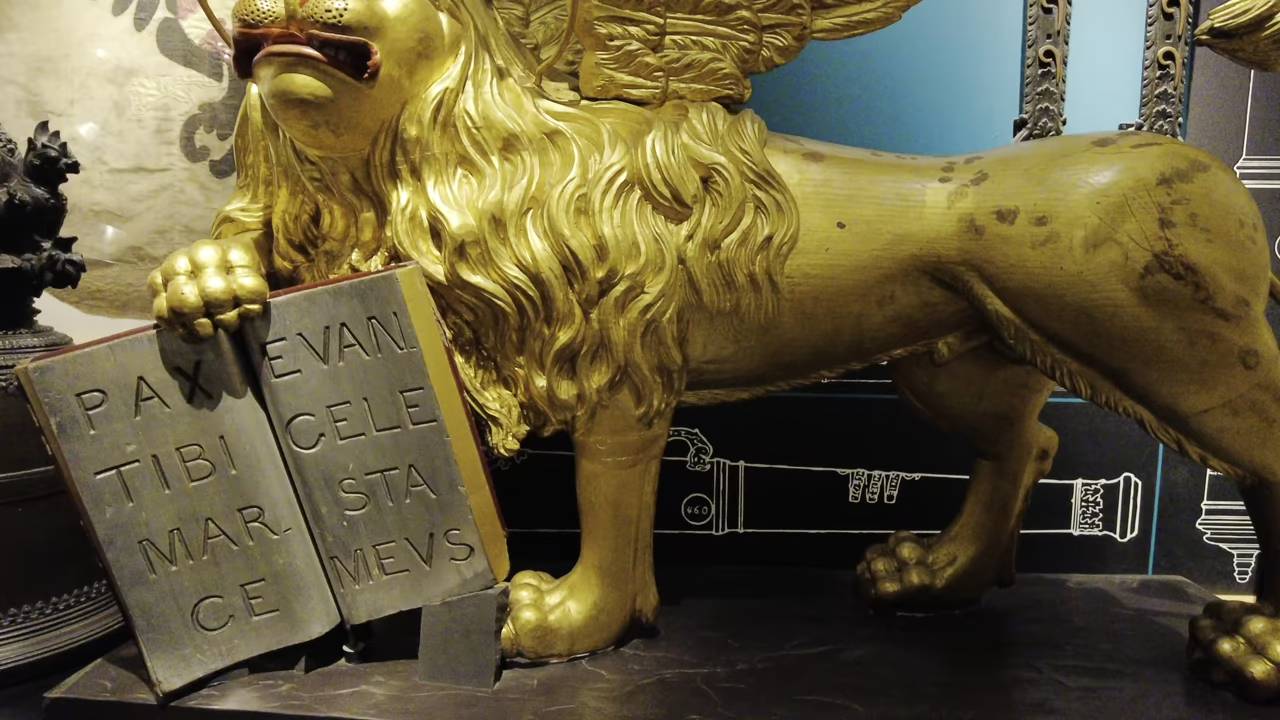 PAX
TIBI
MAR-
CE
EVAN.
CELE
STA
MEVS
460